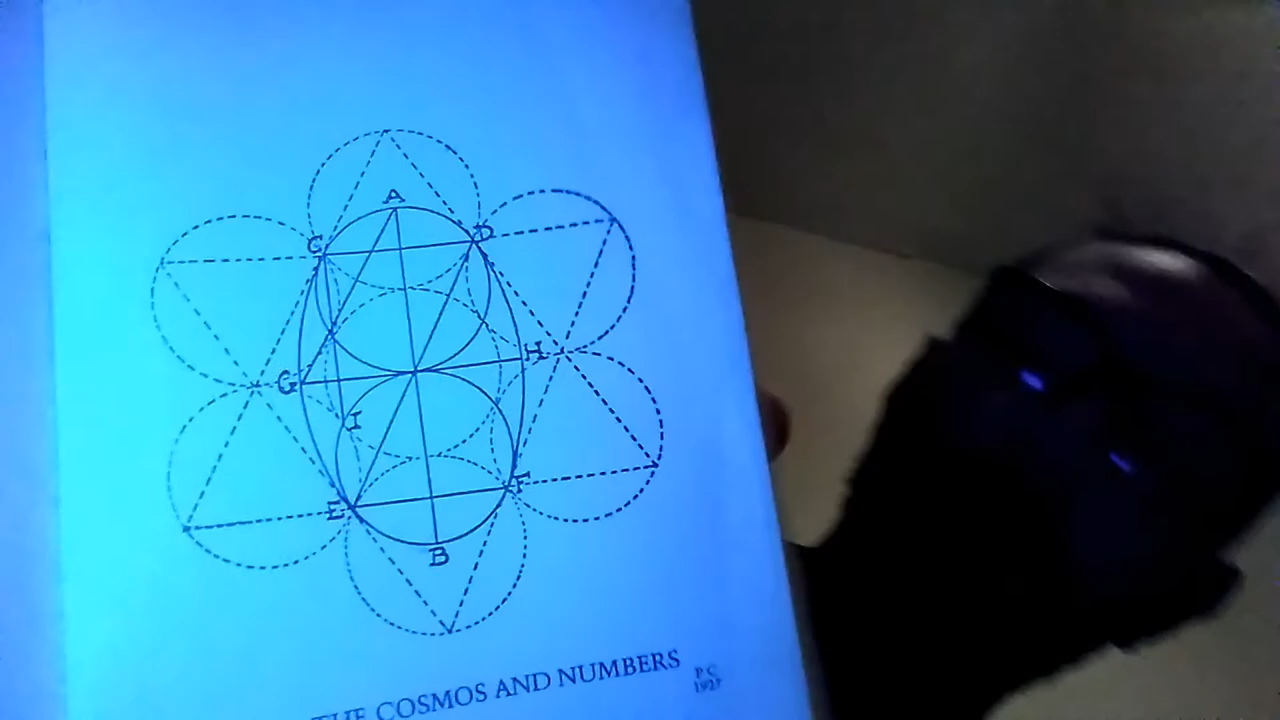 A
C D
G H
I
E F
B
THE COSMOS AND NUMBERS
P.C.
1927